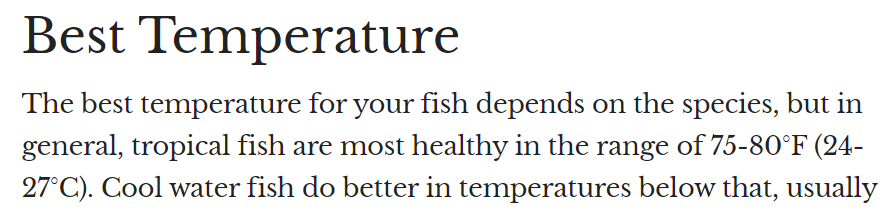 Best Temperature
The best temperature for your fish depends on the species, but in
general, tropical fish are most healthy in the range of 75-80°F (24-
27°C). Cool water fish do better in temperatures below that, usually